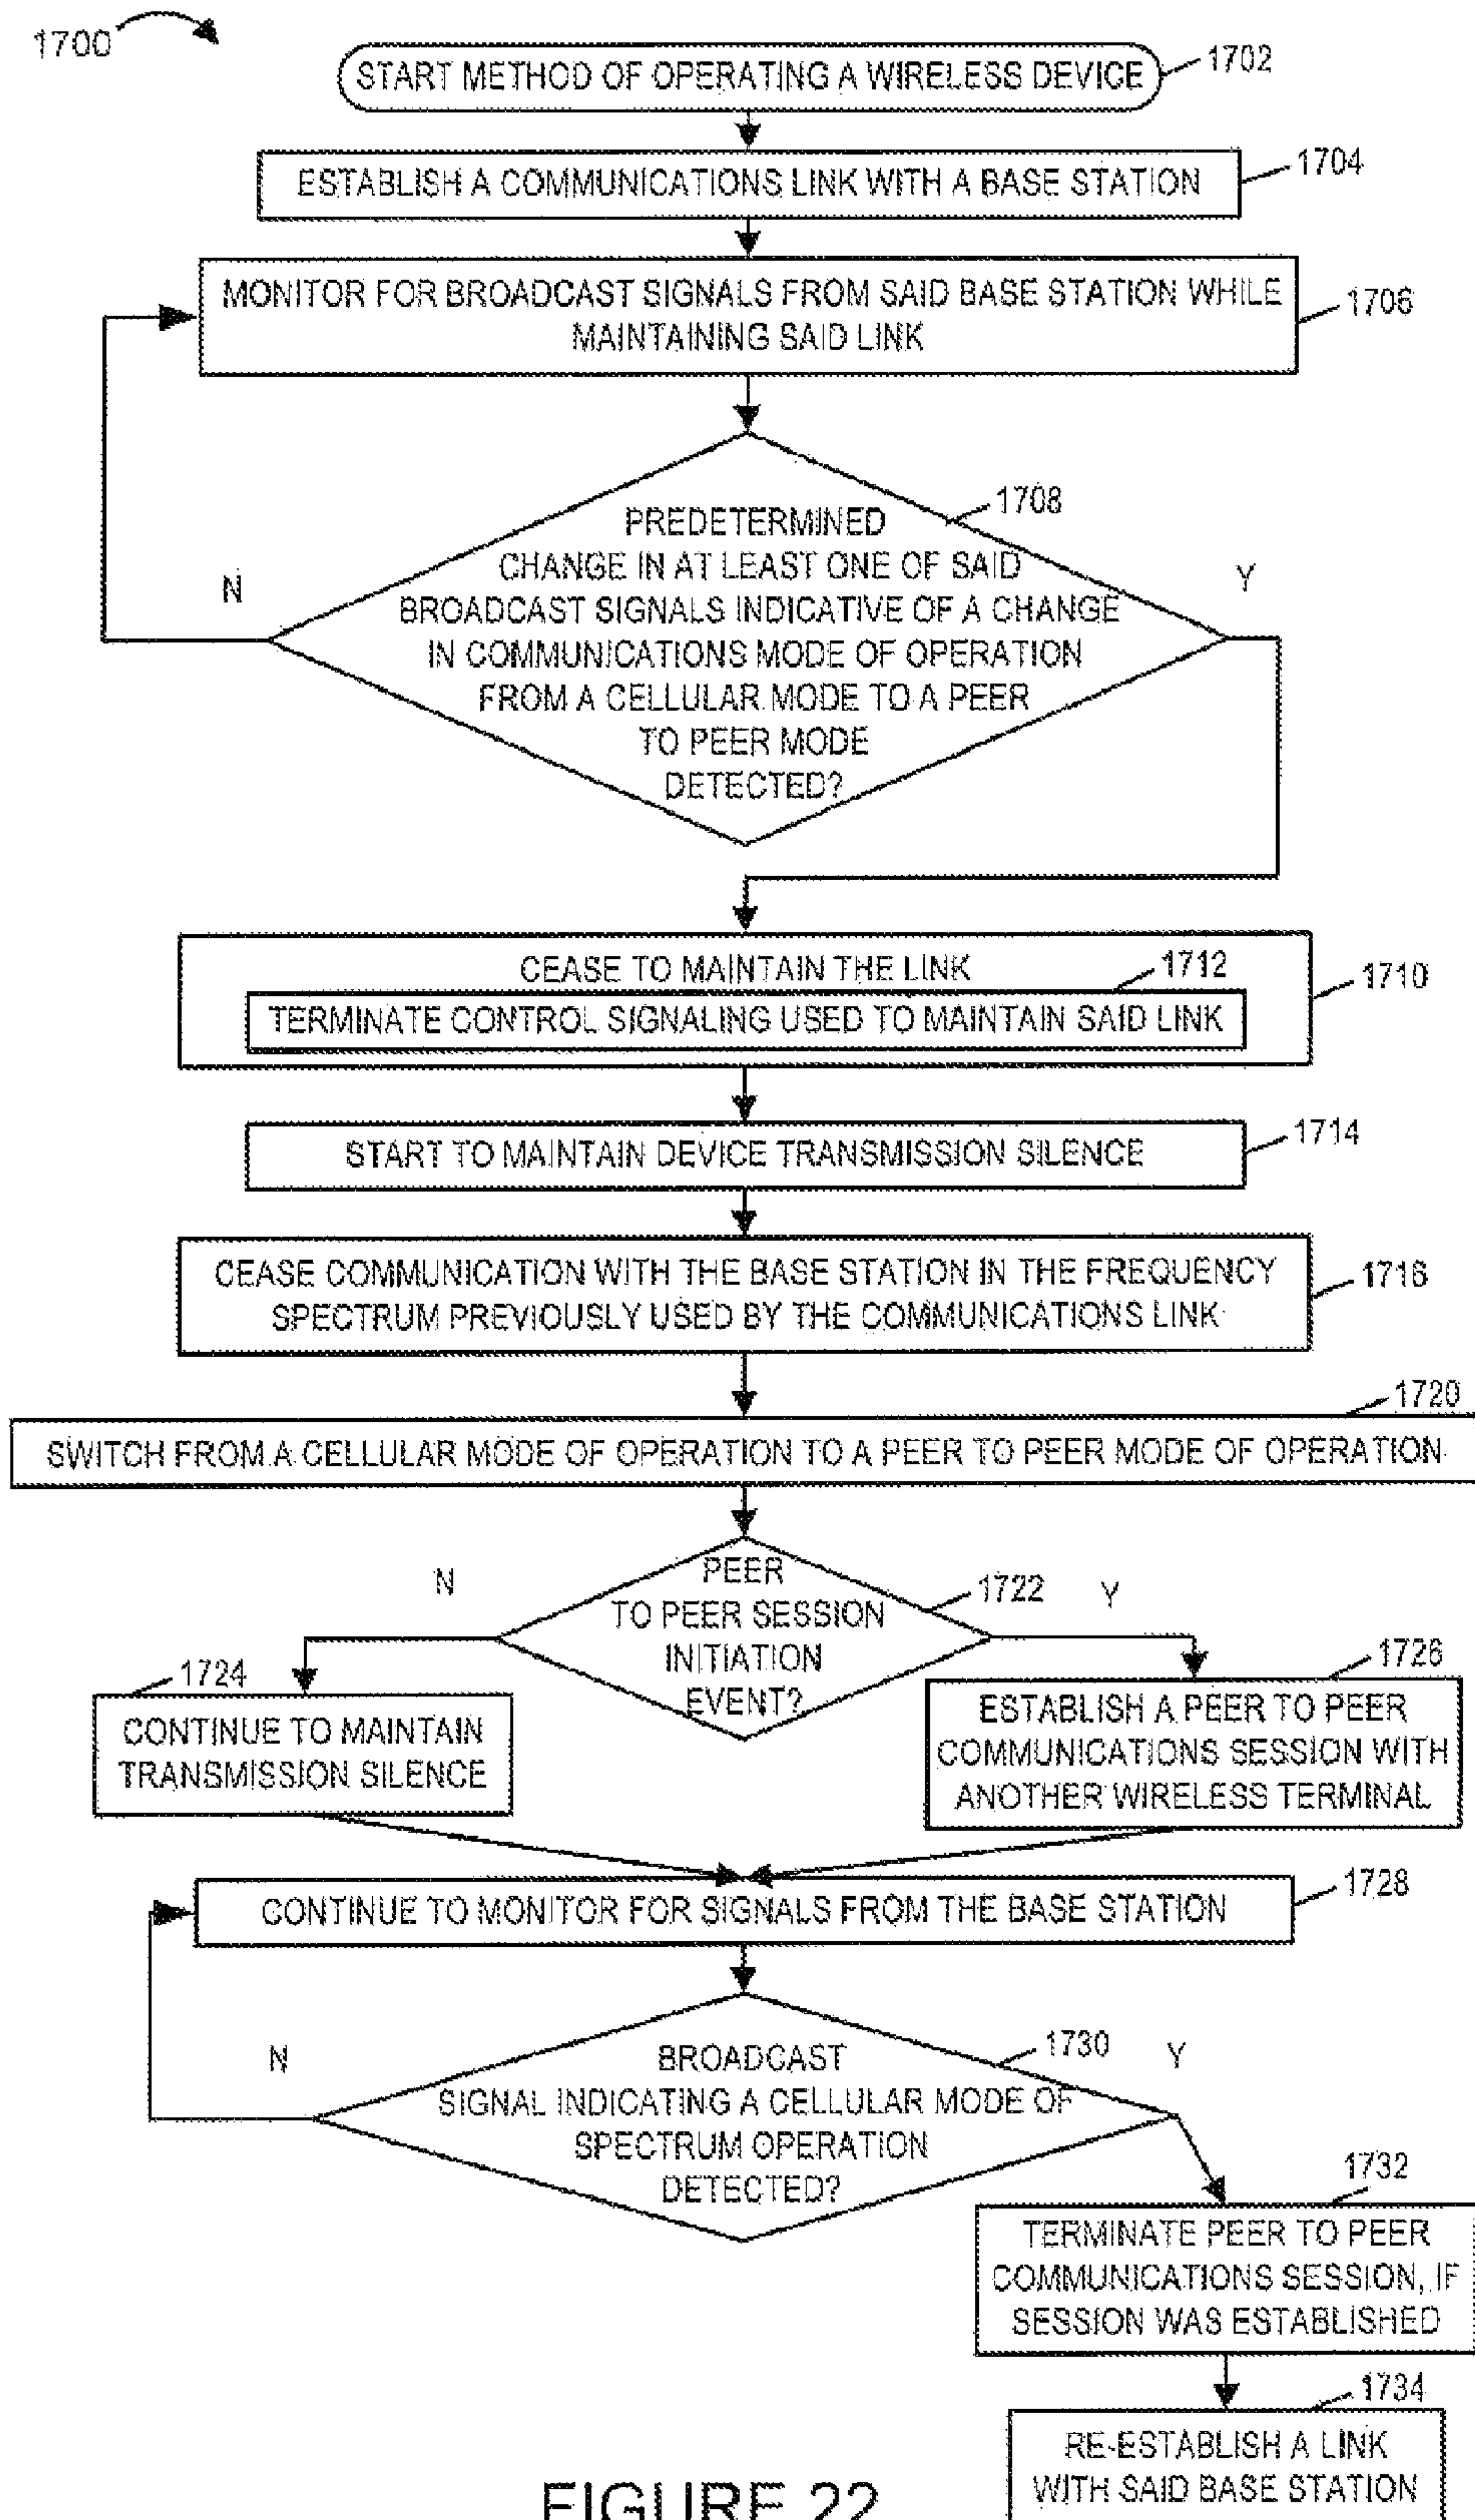 1700
START METHOD OF OPERATING A WIRELESS DEVICE
1702
ESTABLISH A COMMUNICATIONS LINK WITH A BASE STATION
1704
MONITOR FOR BROADCAST SIGNALS FROM SAID BASE STATION WHILE
MAINTAINING SAID LINK
1706
1708
PREDETERMINED
CHANGE IN AT LEAST ONE OF SAID
BROADCAST SIGNALS INDICATIVE OF A CHANGE
IN COMMUNICATIONS MODE OF OPERATION
FROM A CELLULAR MODE TO A PEER
TO PEER MODE
DETECTED?
N
Y
CEASE TO MAINTAIN THE LINK
1712
1710
TERMINATE CONTROL SIGNALING USED TO MAINTAIN SAID LINK
START TO MAINTAIN DEVICE TRANSMISSION SILENCE
1714
CEASE COMMUNICATION WITH THE BASE STATION IN THE FREQUENCY
SPECTRUM PREVIOUSLY USED BY THE COMMUNICATIONS LINK
1716
1720
SWITCH FROM A CELLULAR MODE OF OPERATION TO A PEER TO PEER MODE OF OPERATION
N
PEER
TO PEER SESSION
INITIATION
EVENT?
1722
Y
1724
CONTINUE TO MAINTAIN
TRANSMISSION SILENCE
1726
ESTABLISH A PEER TO PEER
COMMUNICATIONS SESSION WITH
ANOTHER WIRELESS TERMINAL
CONTINUE TO MONITOR FOR SIGNALS FROM THE BASE STATION
1728
N
BROADCAST
SIGNAL INDICATING A CELLULAR MODE OF
SPECTRUM OPERATION
DETECTED?
1730
Y
1732
TERMINATE PEER TO PEER
COMMUNICATIONS SESSION, IF
SESSION WAS ESTABLISHED
1734
RE-ESTABLISH A LINK
WITH SAID BASE STATION
FIGURE 22